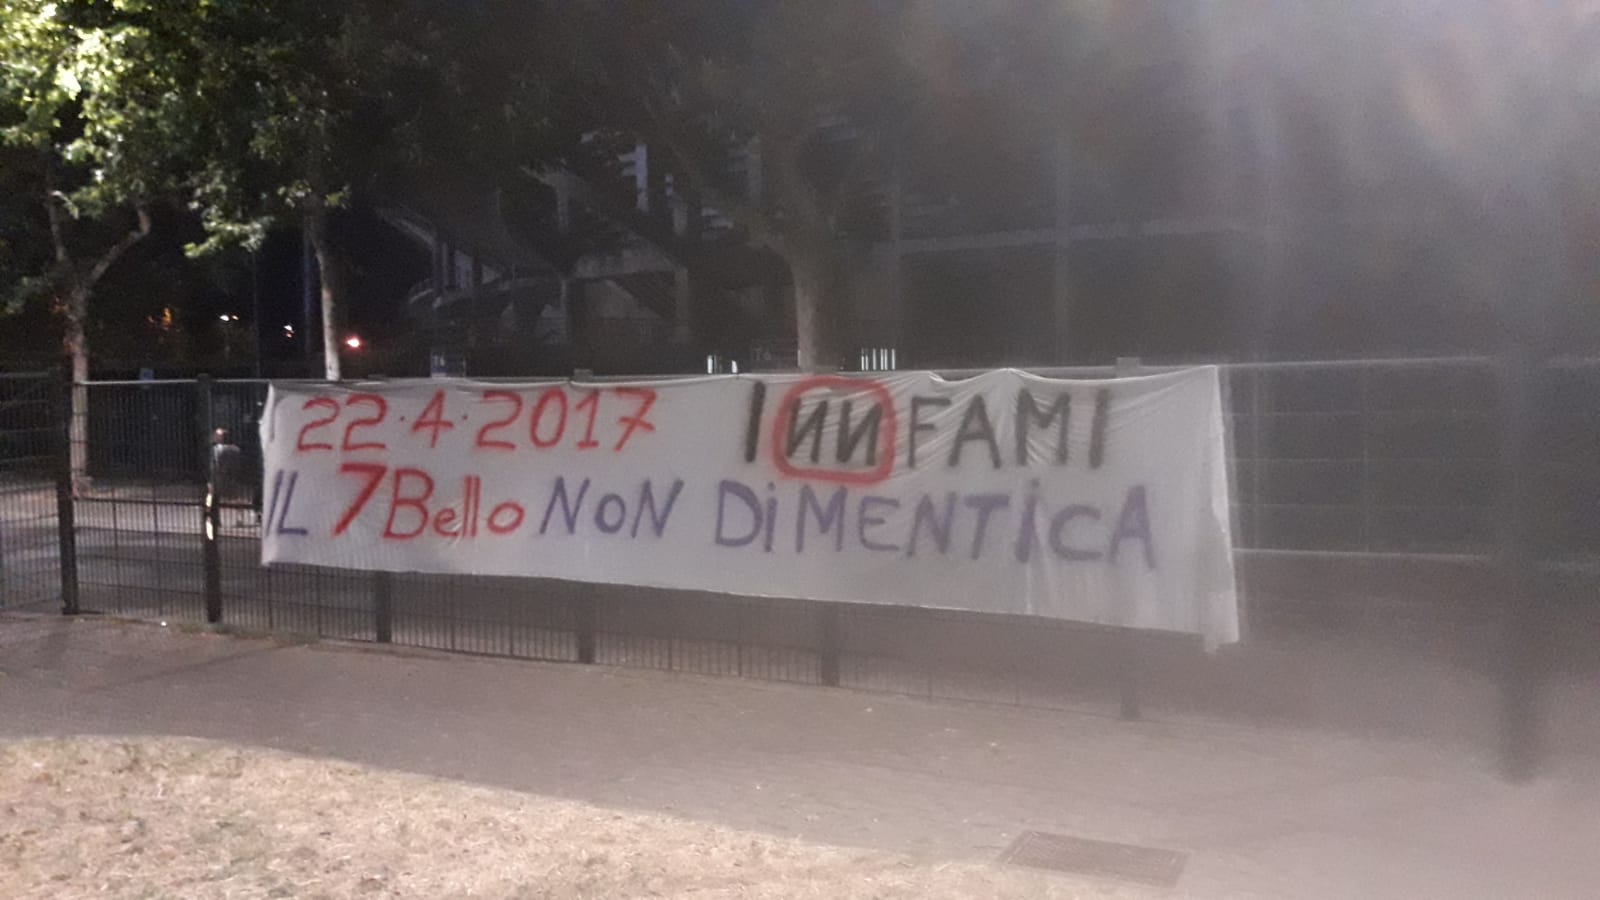 22·4·2017 IИИFAMI
IL 7Bello NON DiMENTiCA